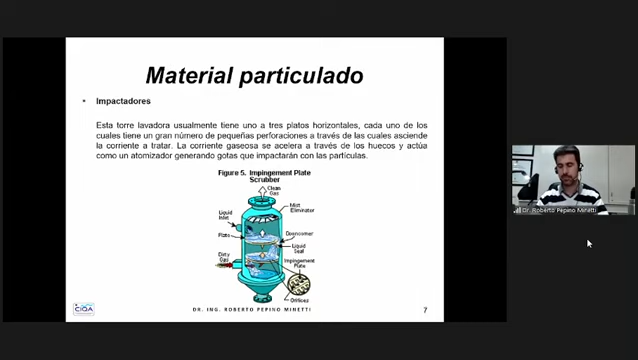 Material particulado
• Impactadores
Esta torre lavadora usualmente tiene uno a tres platos horizontales, cada uno de los
cuales tiene un gran número de pequeñas perforaciones a través de las cuales asciende
la corriente a tratar. La corriente gaseosa se acelera a través de los huecos y actúa
como un atomizador generando gotas que impactarán con las partículas.
Figure 5. Impingement Plate
Scrubber
Clean
Gas
Mist
Eliminator
Liquid
Inlet
Plate
Downcomer
Liquid
Seal
Dirty
Gas
Impingement
Plate
Orifices
CIQA
DR. ING. ROBERTO PEPINO MINETTI
7
Dr. Roberto Pepino Minetti